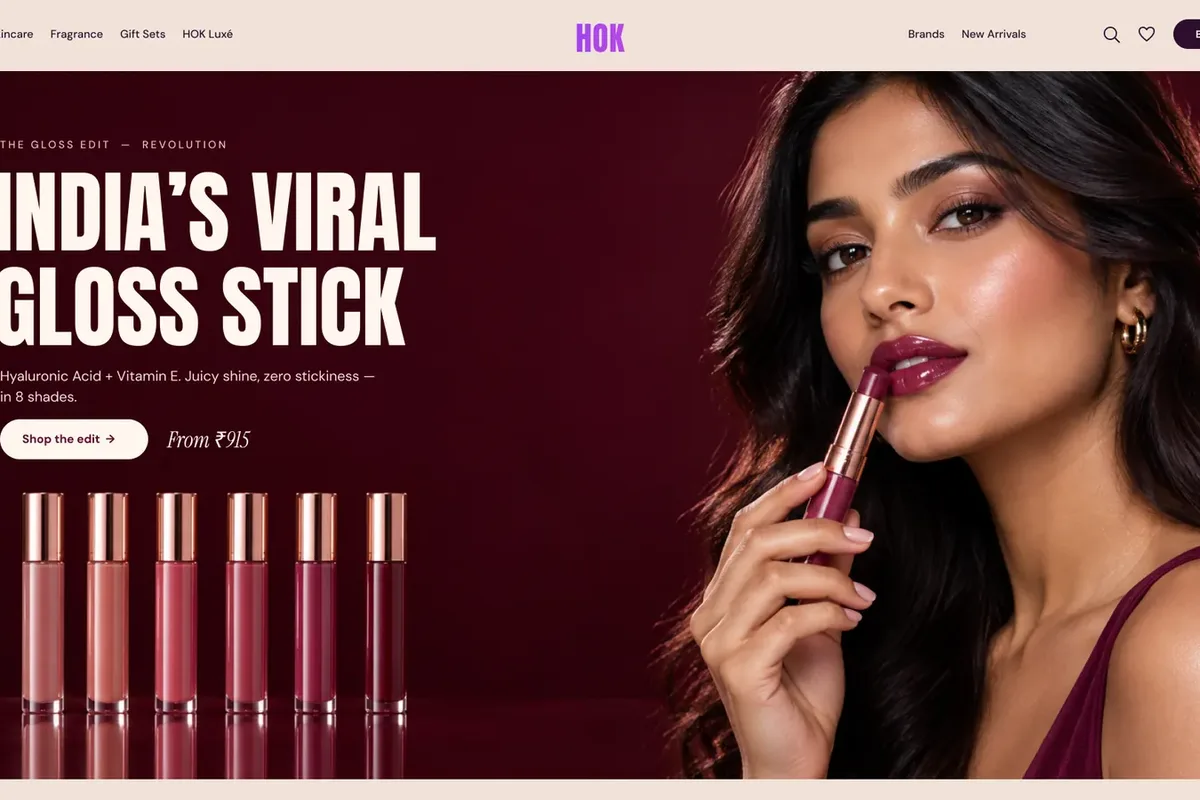 incare Fragrance Gift Sets HOK Luxé HOK Brands New Arrivals
THE GLOSS EDIT — REVOLUTION
INDIA’S VIRAL
GLOSS STICK
Hyaluronic Acid + Vitamin E. Juicy shine, zero stickiness —
in 8 shades.
Shop the edit → From ₹915